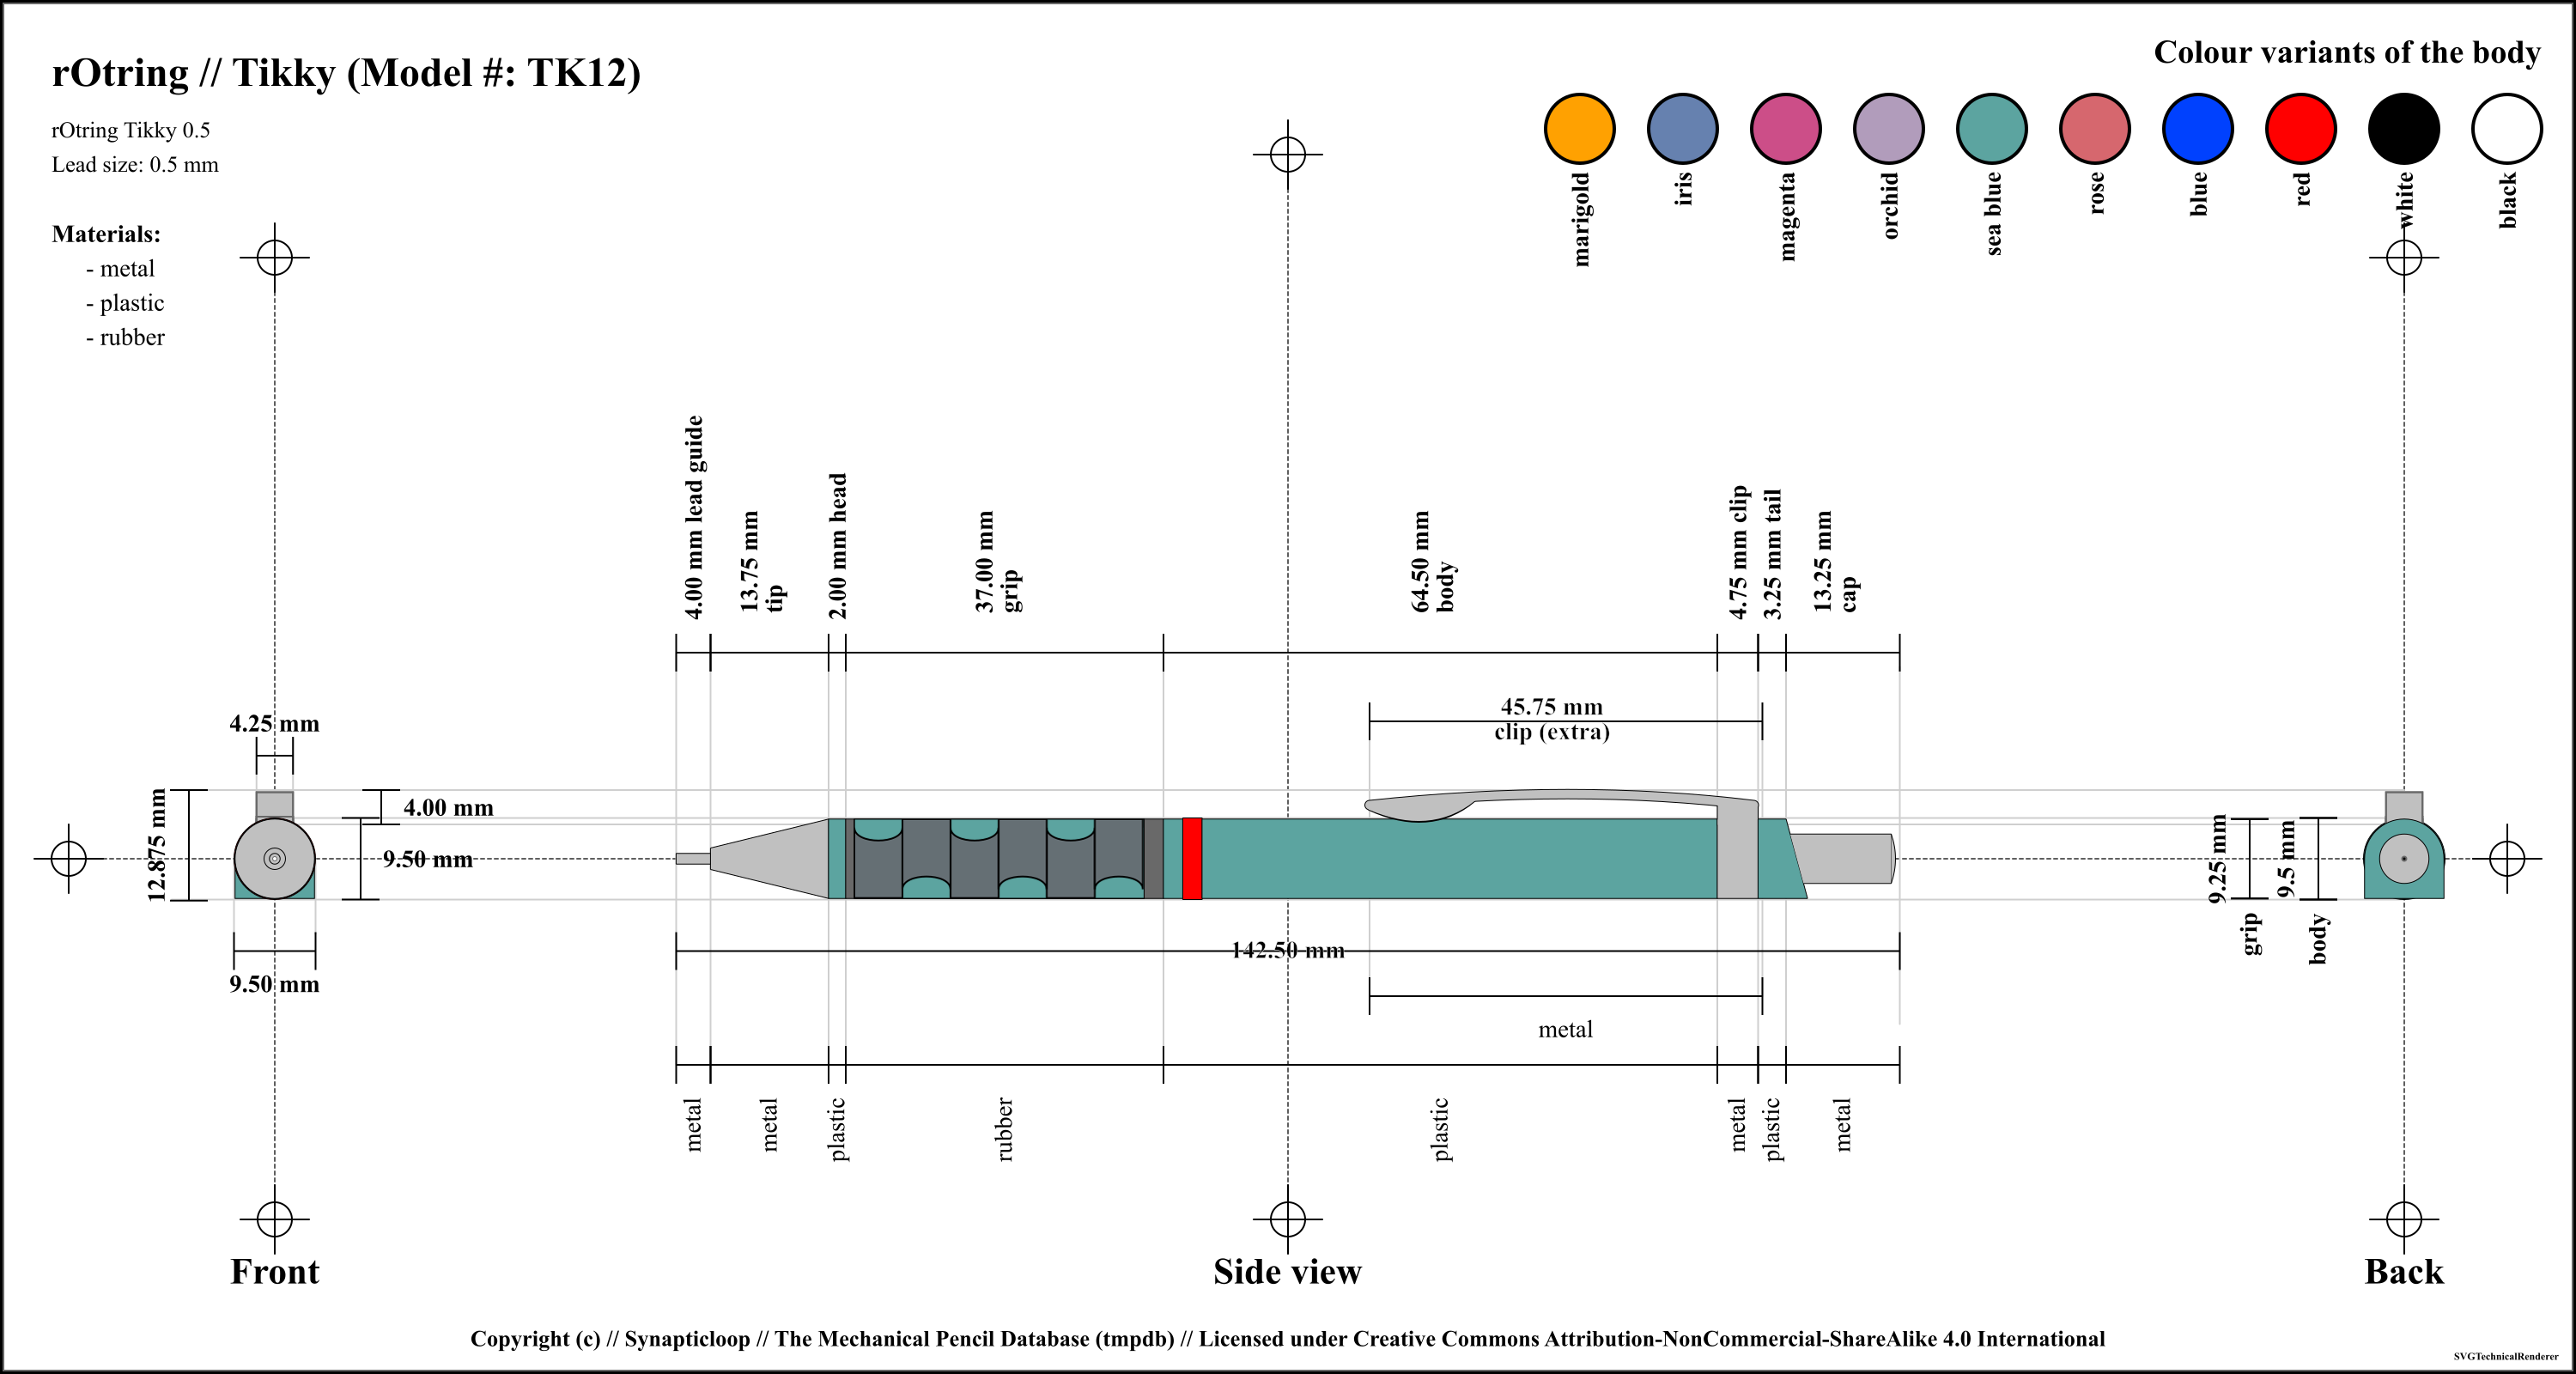 rOtring // Tikky (Model #: TK12)
rOtring Tikky 0.5
Lead size: 0.5 mm
Materials:
- metal
- plastic
- rubber
Colour variants of the body
marigold
iris
magenta
orchid
sea blue
rose
blue
red
white
black
4.00 mm lead guide
13.75 mm
tip
2.00 mm head
37.00 mm
grip
64.50 mm
body
4.75 mm clip
3.25 mm tail
13.25 mm
cap
45.75 mm
clip (extra)
4.25 mm
12.875 mm
4.00 mm
9.50 mm
9.50 mm
142.50 mm
9.25 mm
grip
9.5 mm
body
metal
metal
metal
plastic
rubber
plastic
metal
plastic
metal
Front
Side view
Back
Copyright (c) // Synapticloop // The Mechanical Pencil Database (tmpdb) // Licensed under Creative Commons Attribution-NonCommercial-ShareAlike 4.0 International
SVGTechnicalRenderer